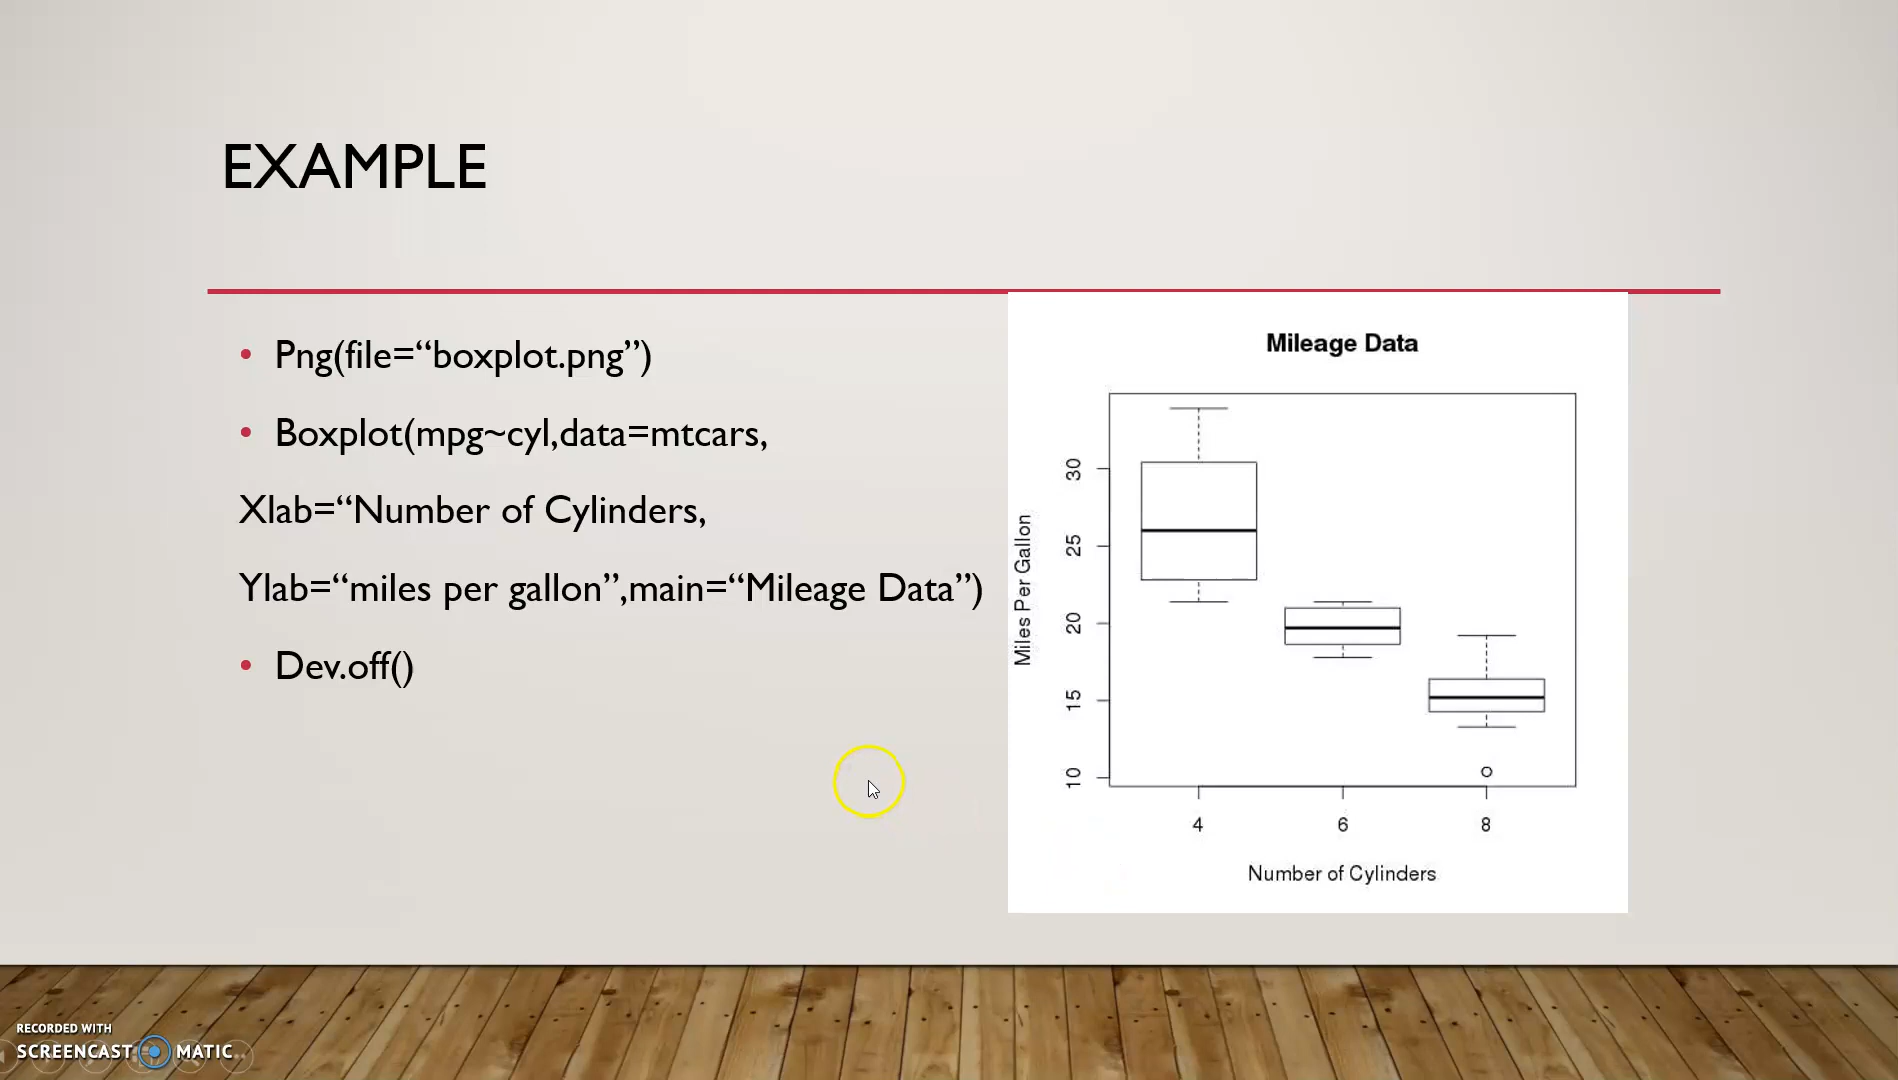 EXAMPLE
• Png(file=“boxplot.png”)
• Boxplot(mpg~cyl,data=mtcars,
Xlab=“Number of Cylinders,
Ylab=“miles per gallon”,main=“Mileage Data”)
• Dev.off()
Mileage Data
Miles Per Gallon
30
25
20
15
10
4 6 8
Number of Cylinders
RECORDED WITH
SCREENCAST MATIC